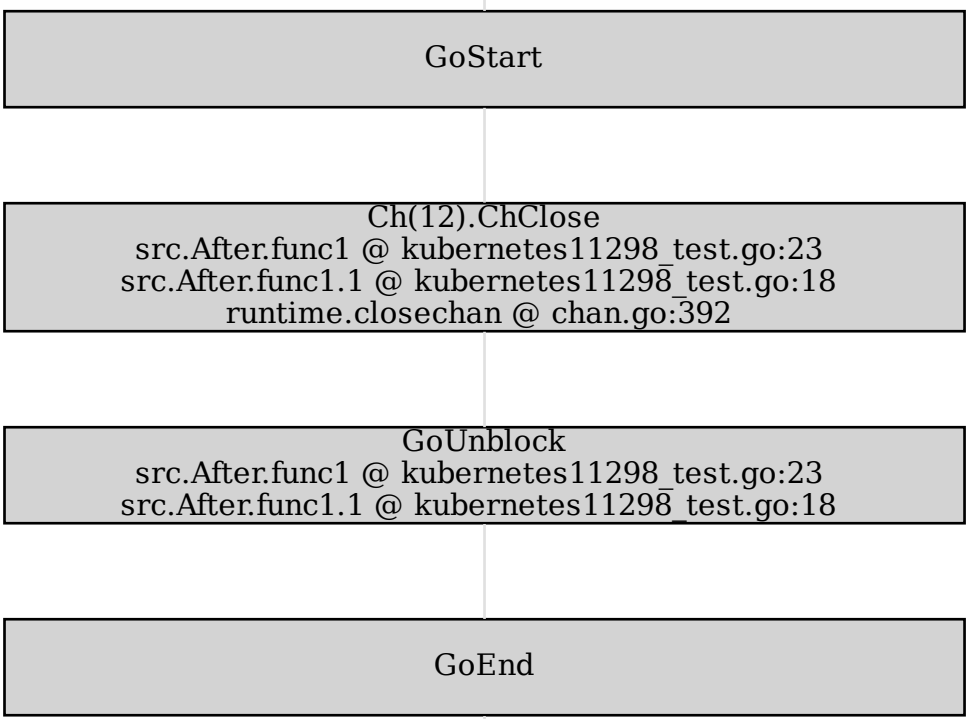 GoStart
Ch(12).ChClose
src.After.func1 @ kubernetes11298_test.go:23
src.After.func1.1 @ kubernetes11298_test.go:18
runtime.closechan @ chan.go:392
GoUnblock
src.After.func1 @ kubernetes11298_test.go:23
src.After.func1.1 @ kubernetes11298_test.go:18
GoEnd